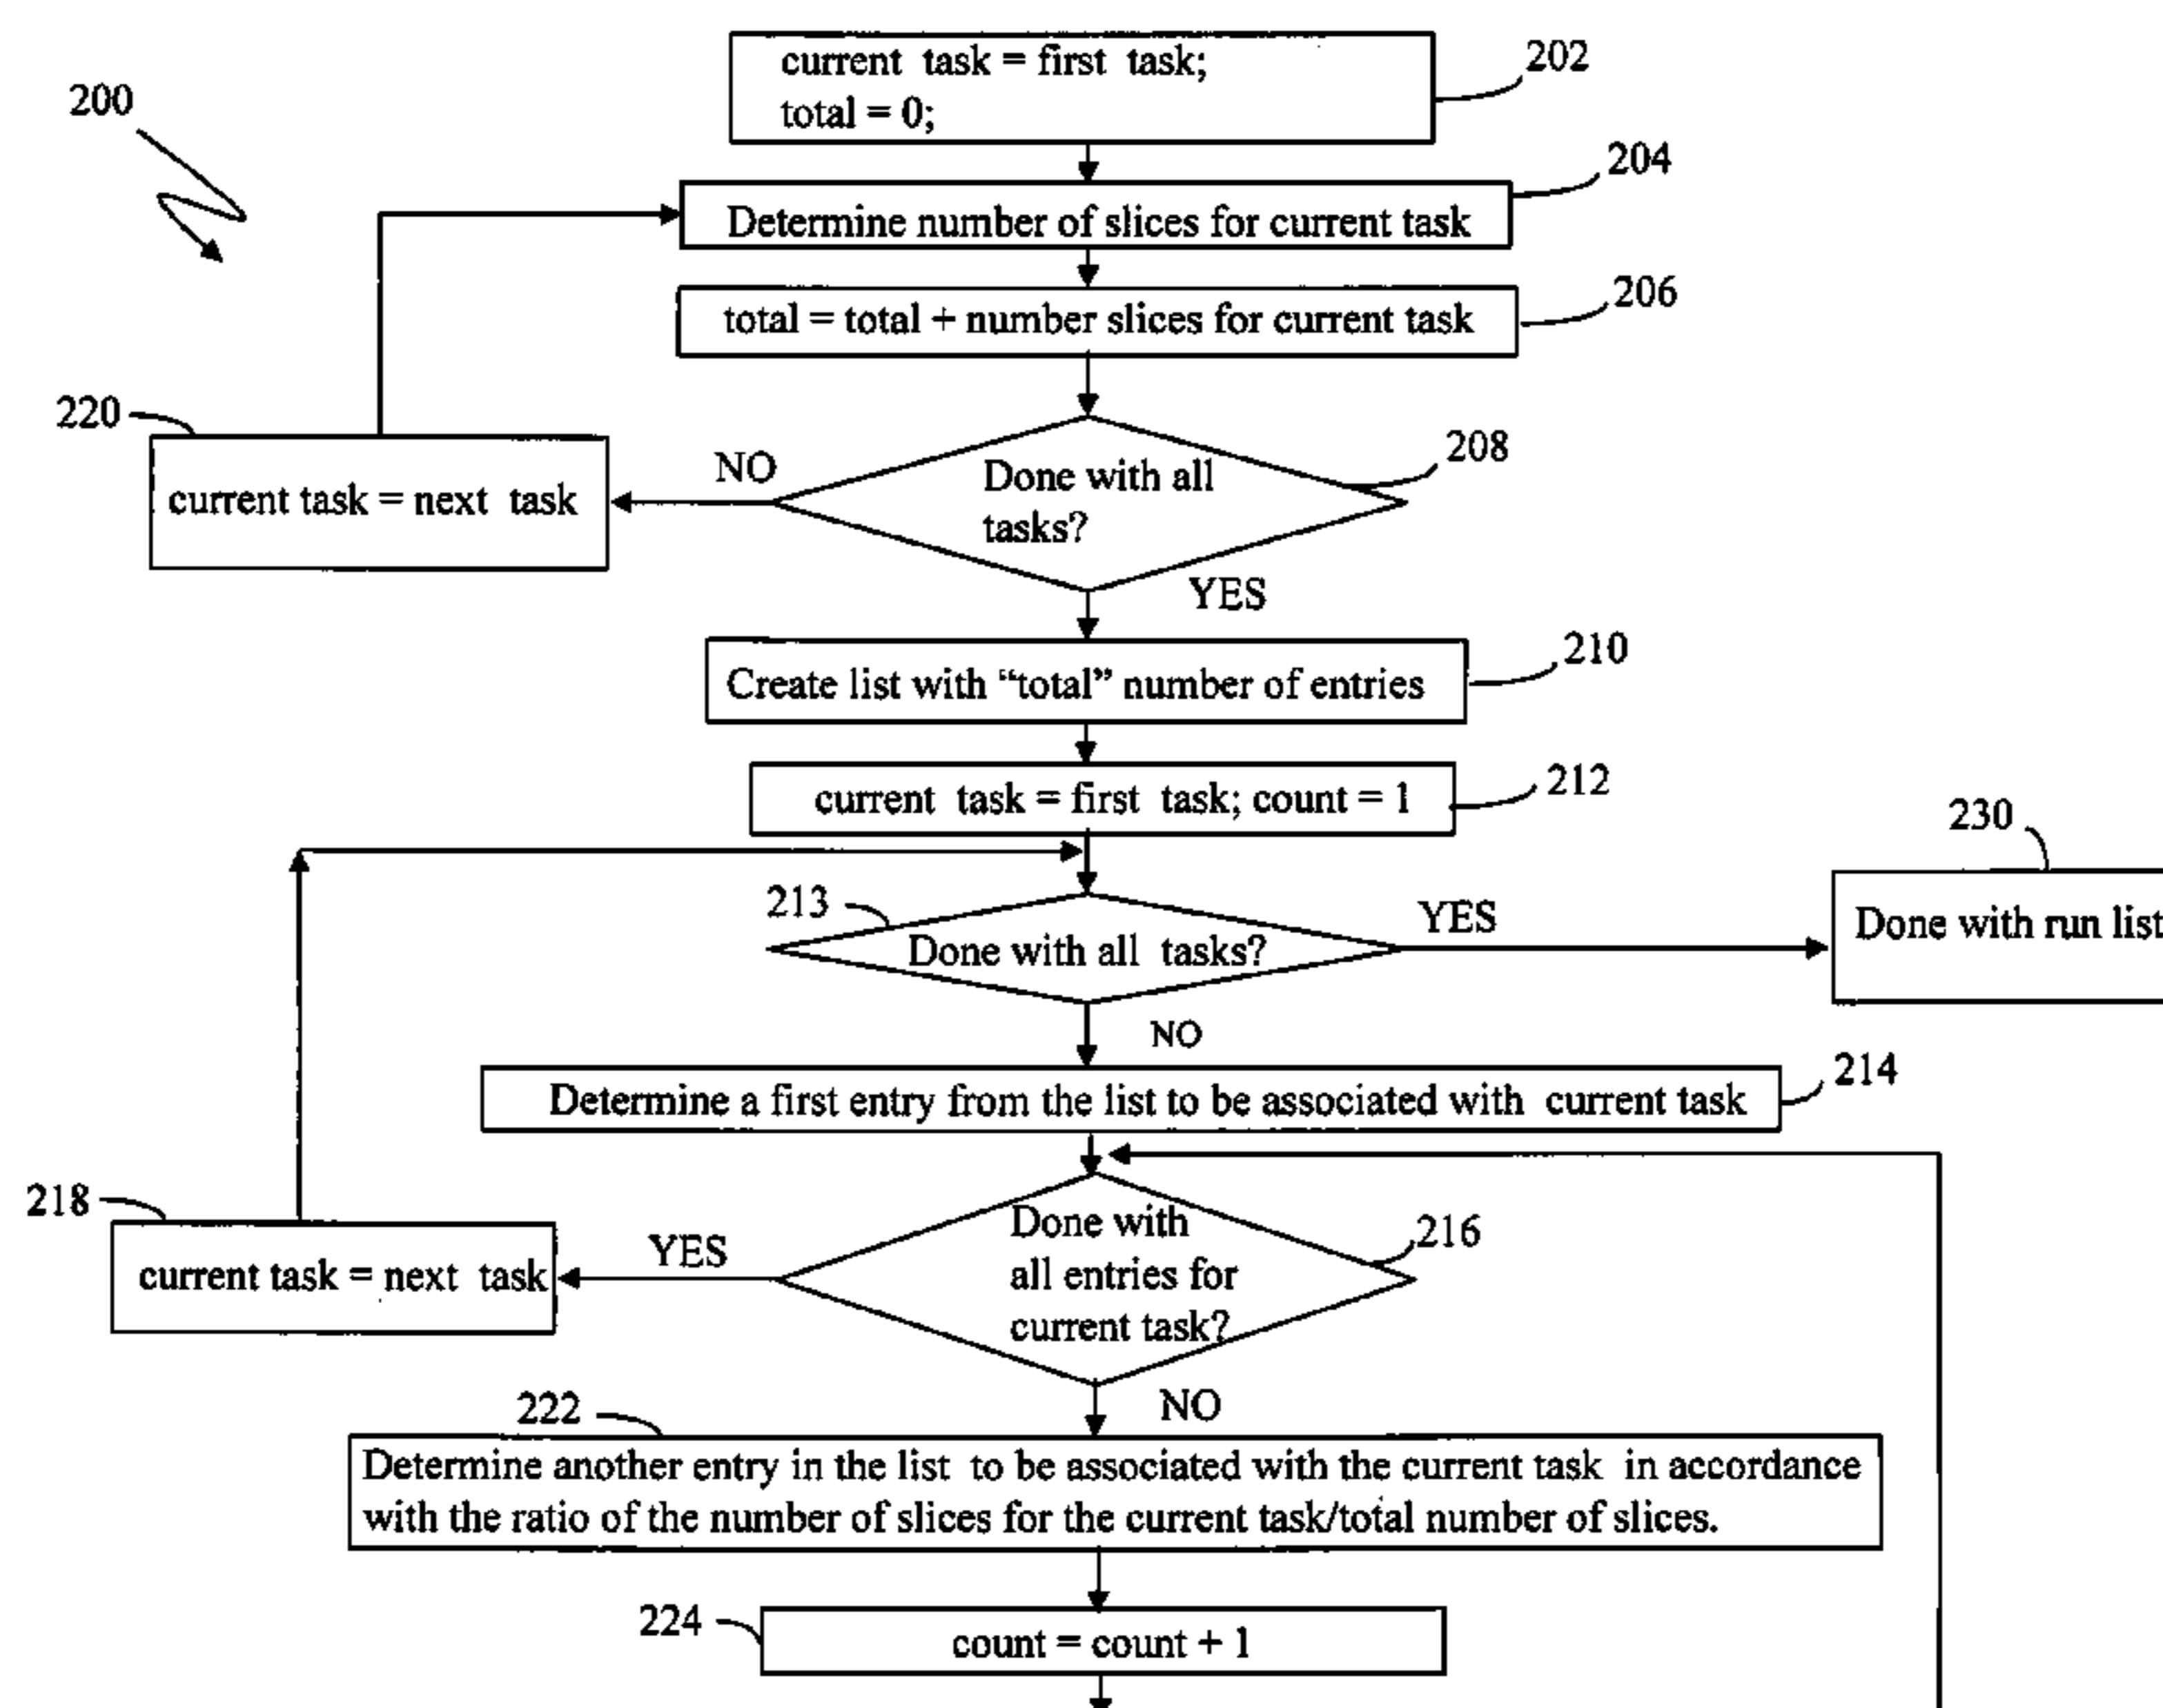 current task = first task;
total = 0;
202
200
204
Determine number of slices for current task
206
total = total + number slices for current task
220
208
NO
Done with all
tasks?
current task = next task
YES
210
Create list with “total” number of entries
212
current task = first task; count = 1
230
213
YES
Done with all tasks?
Done with run list
NO
214
Determine a first entry from the list to be associated with current task
218
216
YES
Done with
all entries for
current task?
current task = next task
NO
222
Determine another entry in the list to be associated with the current task in accordance
with the ratio of the number of slices for the current task/total number of slices.
224
count = count + 1